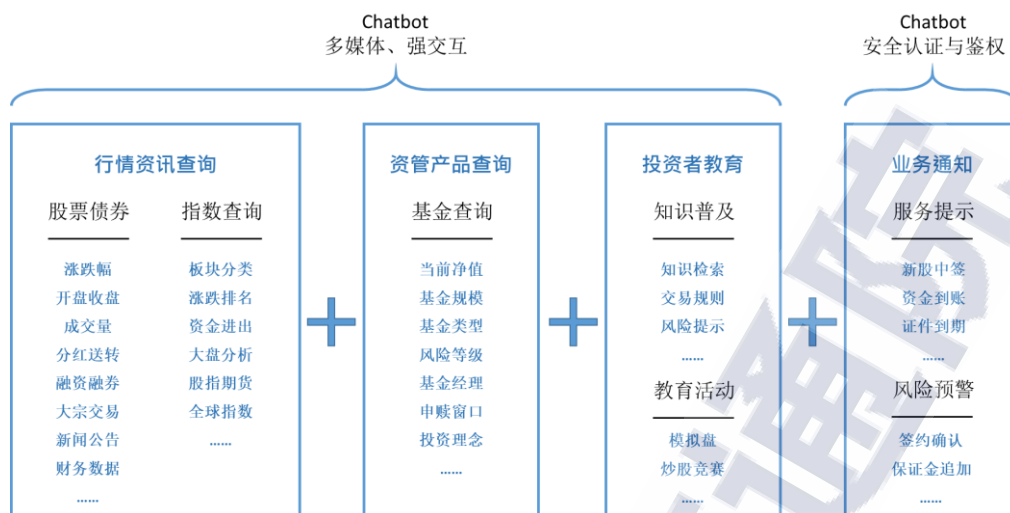 Chatbot
多媒体、强交互
Chatbot
安全认证与鉴权
行情资讯查询
股票债券
涨跌幅
开盘收盘
成交量
分红送转
融资融券
大宗交易
新闻公告
财务数据
......
指数查询
板块分类
涨跌排名
资金进出
大盘分析
股指期货
全球指数
......
资管产品查询
基金查询
当前净值
基金规模
基金类型
风险等级
基金经理
申赎窗口
投资理念
......
投资者教育
知识普及
知识检索
交易规则
风险提示
......
教育活动
模拟盘
炒股竞赛
......
业务通知
服务提示
新股中签
资金到账
证件到期
......
风险预警
签约确认
保证金追加
......
通院